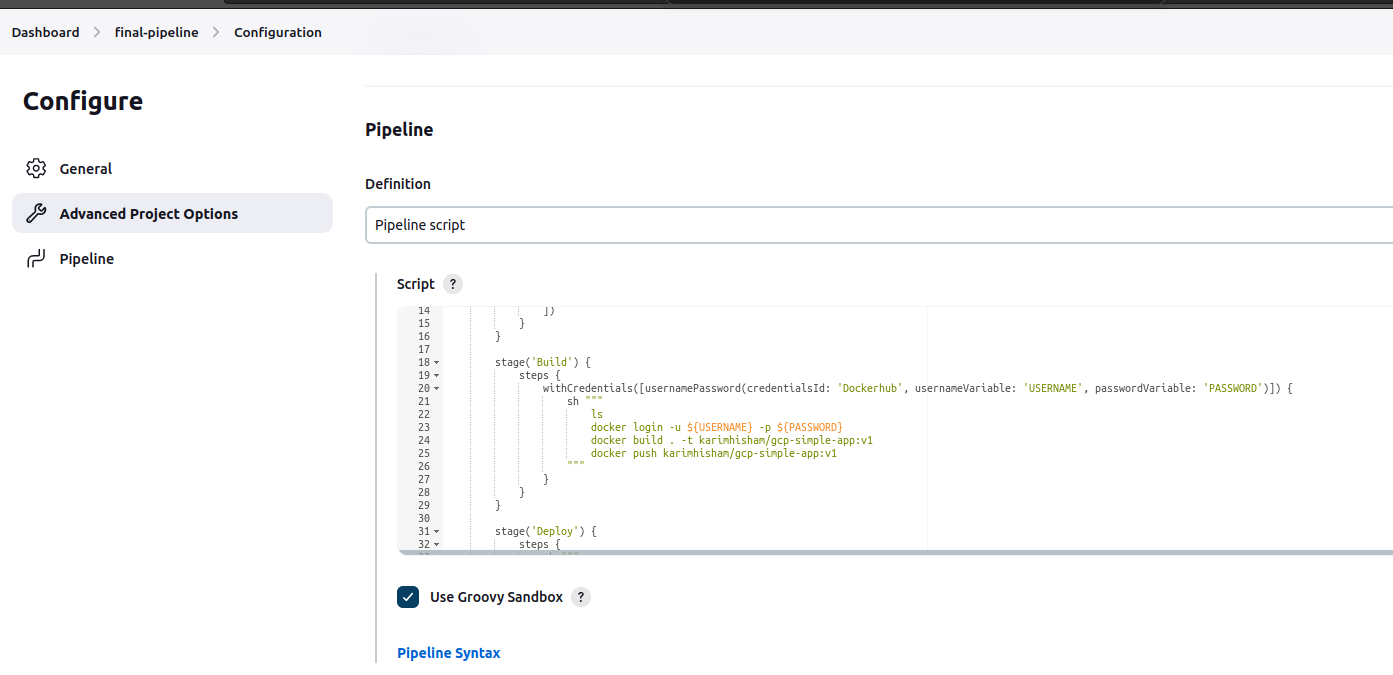 Dashboard > final-pipeline > Configuration
Configure
General
Advanced Project Options
Pipeline
Pipeline
Definition
Pipeline script
Script ?
14 ])
15 }
16 }
17
18 stage('Build') {
19 steps {
20 withCredentials([usernamePassword(credentialsId: 'Dockerhub', usernameVariable: 'USERNAME', passwordVariable: 'PASSWORD')]) {
21 sh """
22 ls
23 docker login -u ${USERNAME} -p ${PASSWORD}
24 docker build . -t karimhisham/gcp-simple-app:v1
25 docker push karimhisham/gcp-simple-app:v1
26 """
27 }
28 }
29 }
30
31 stage('Deploy') {
32 steps {
Use Groovy Sandbox ?
Pipeline Syntax